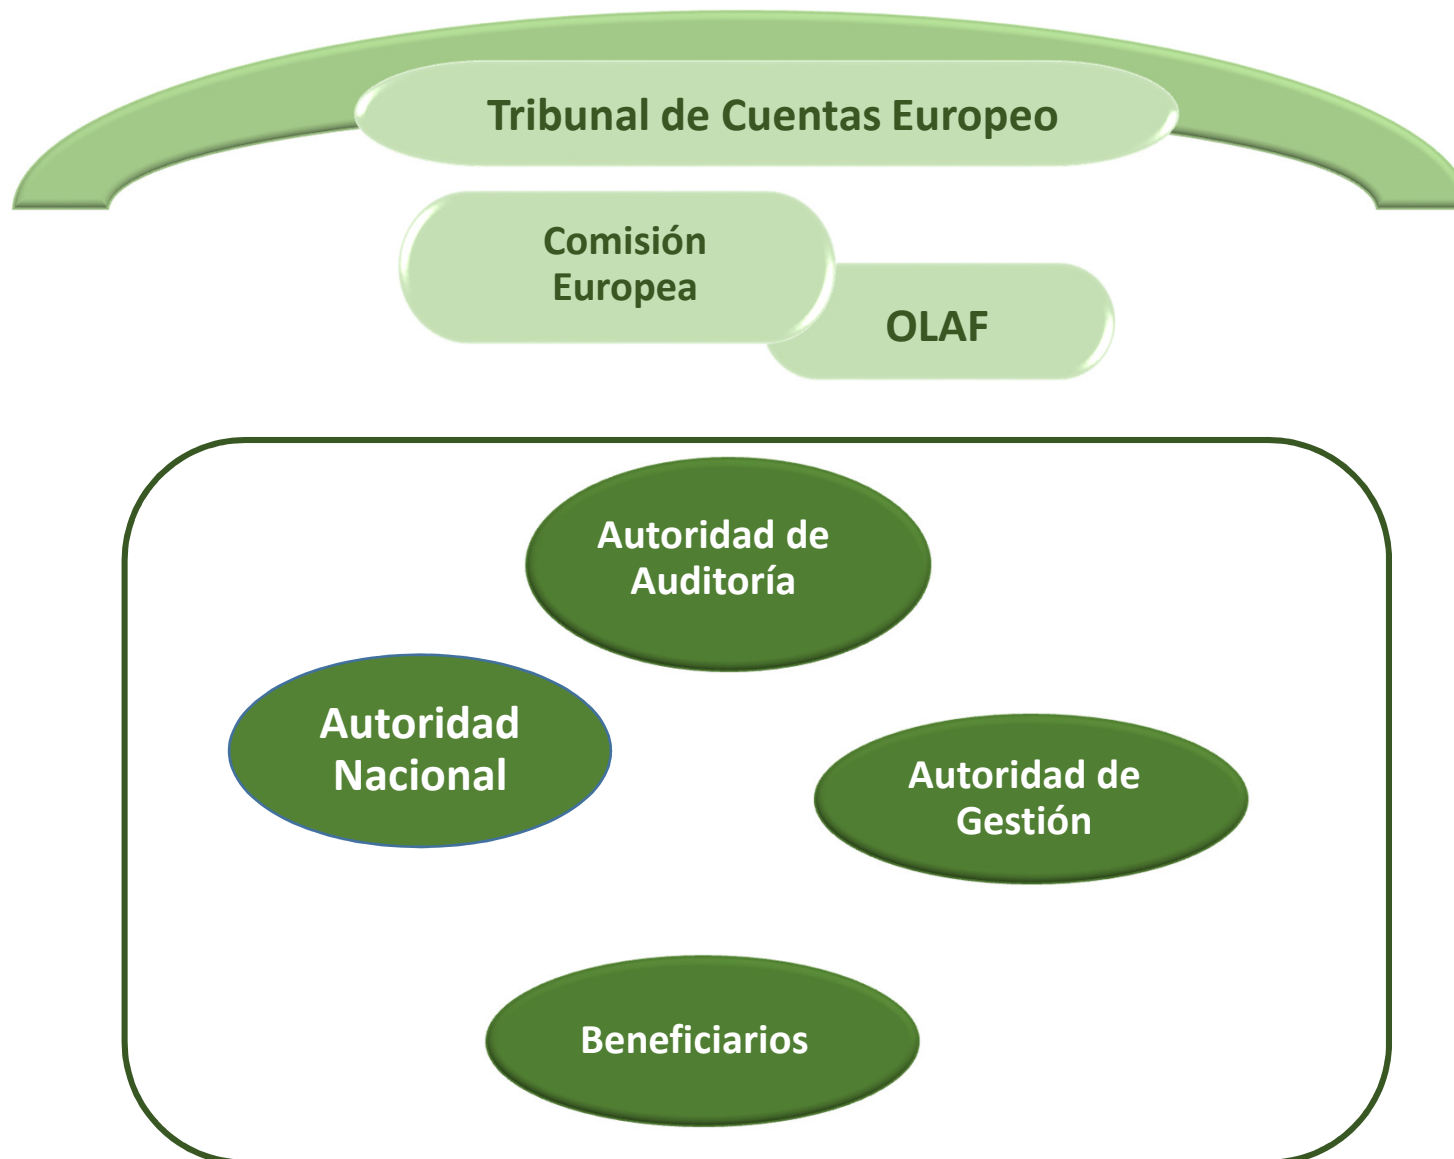 Tribunal de Cuentas Europeo
Comisión
Europea
OLAF
Autoridad de
Auditoría
Autoridad
Nacional
Autoridad de
Gestión
Beneficiarios